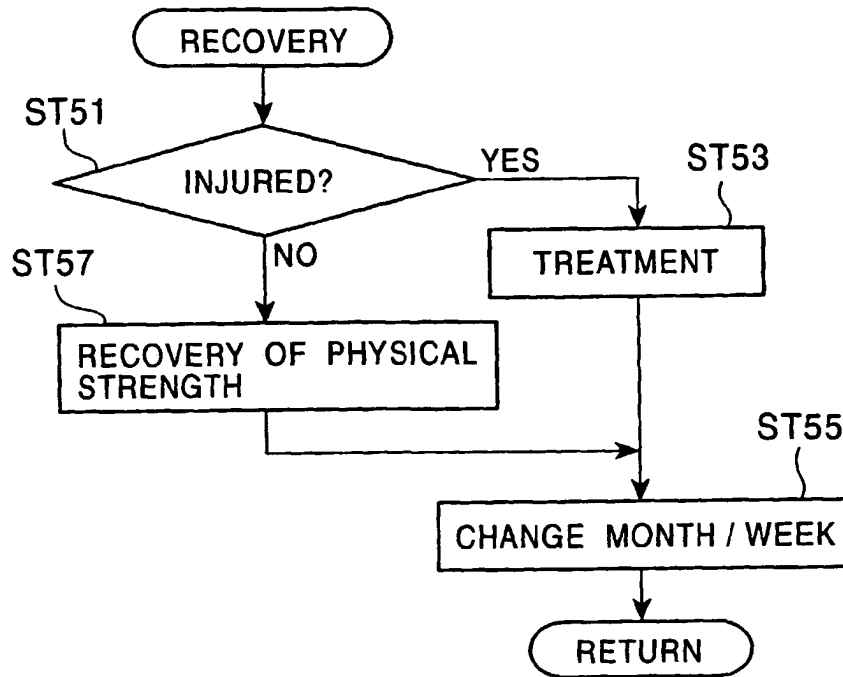 RECOVERY
ST51
INJURED?
YES
ST53
TREATMENT
NO
ST57
RECOVERY OF PHYSICAL
STRENGTH
ST55
CHANGE MONTH / WEEK
RETURN